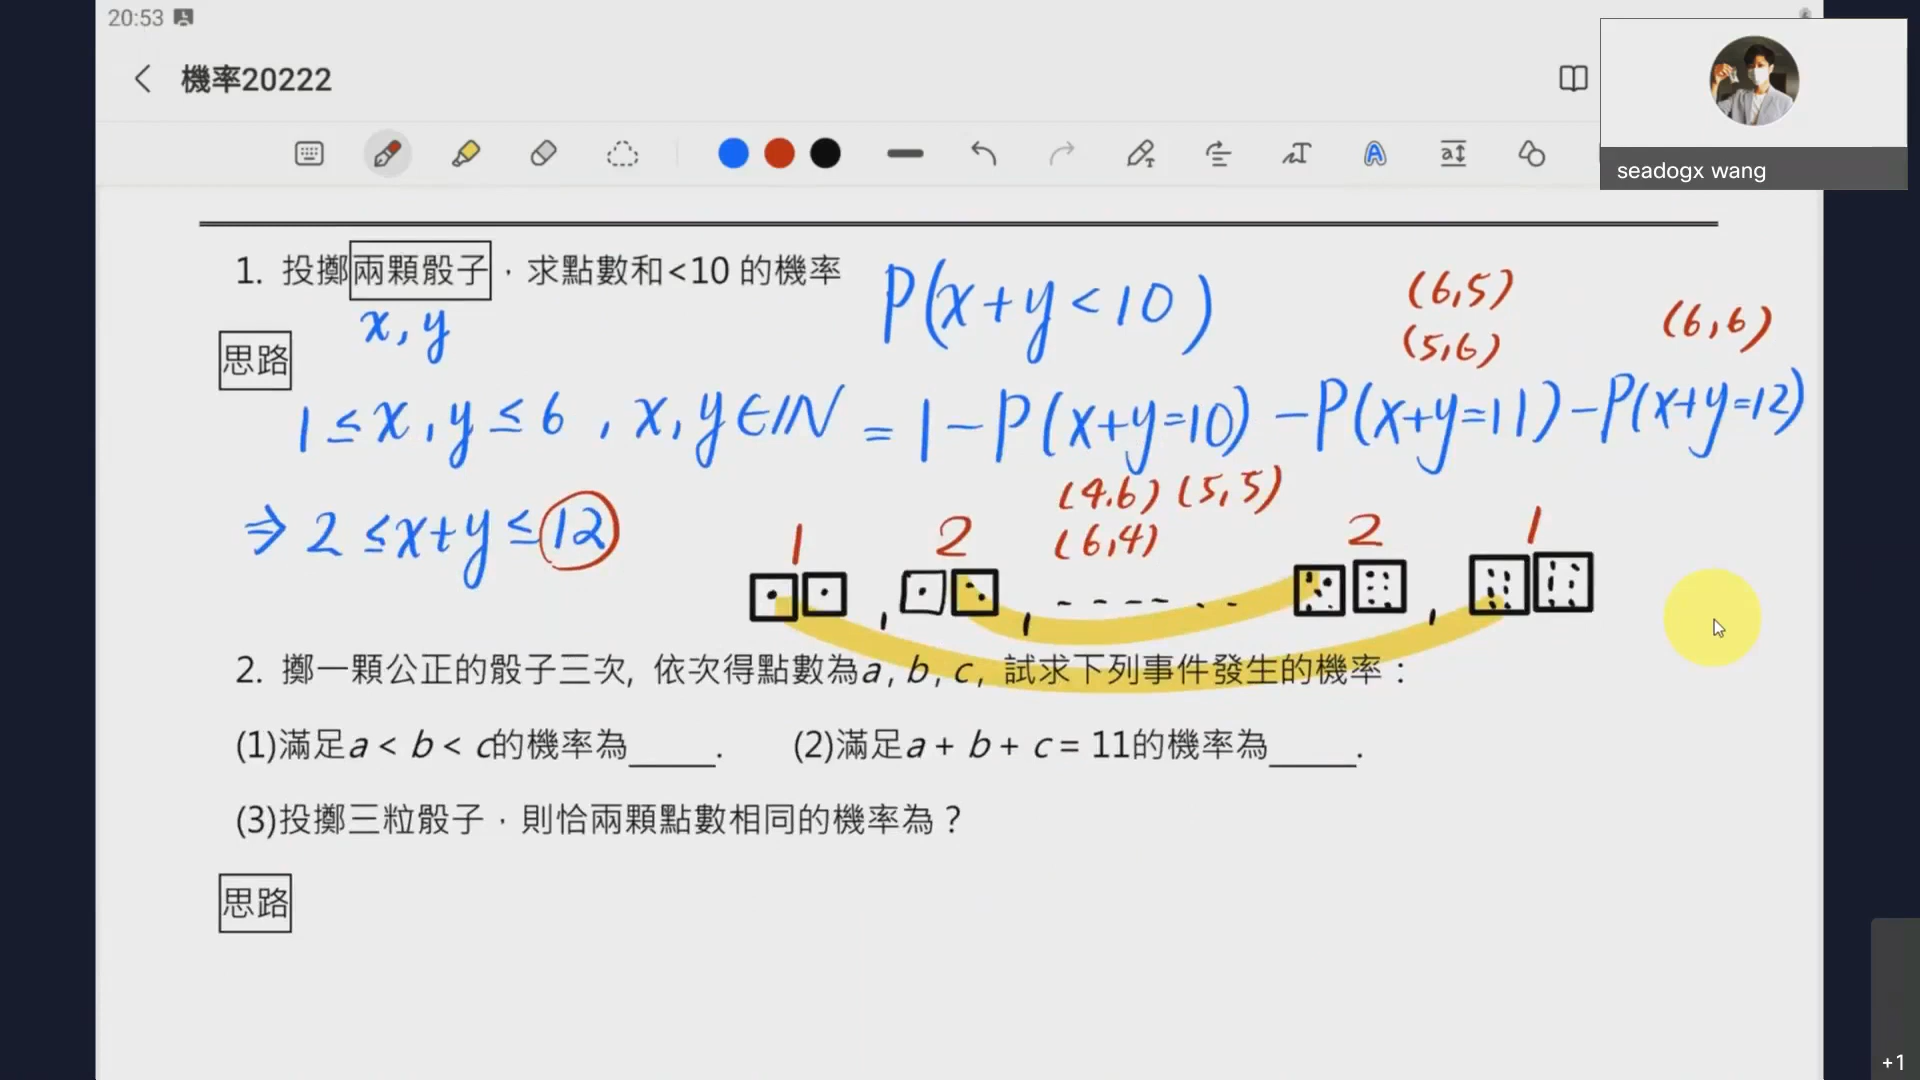 20:53
機率20222
seadogx wang
1. 投擲兩顆骰子，求點數和<10 的機率
P(x+y<10)
(6,5)
(5,6)
(6,6)
x, y
思路
1≤x,y≤6, x,y∈IN = 1-P(x+y=10) -P(x+y=11)-P(x+y=12)
(4.6) (5,5)
(6,4)
⇒ 2≤x+y≤12
1 2 2 1
, , ------ ,
2. 擲一顆公正的骰子三次, 依次得點數為a, b, c, 試求下列事件發生的機率：
(1)滿足a < b < c的機率為_____. (2)滿足a + b + c = 11的機率為_____.
(3)投擲三粒骰子，則恰兩顆點數相同的機率為？
思路
+1